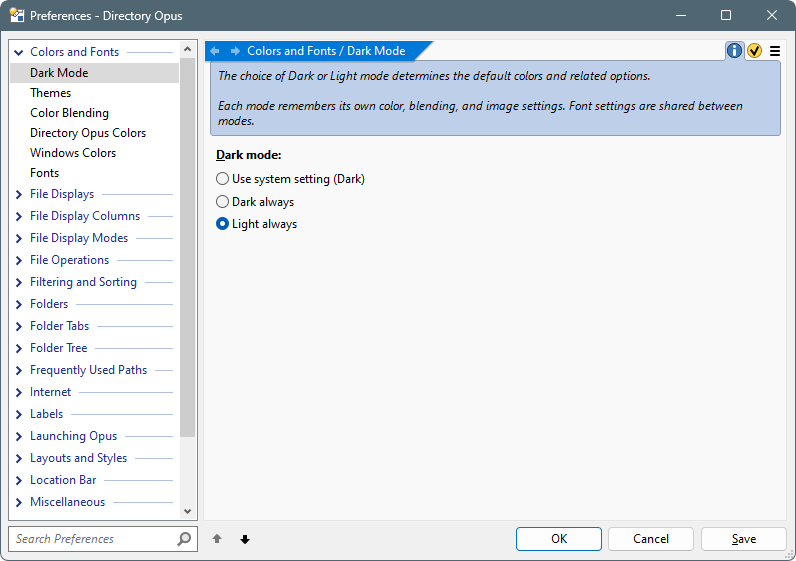 Preferences - Directory Opus
Colors and Fonts
Dark Mode
Themes
Color Blending
Directory Opus Colors
Windows Colors
Fonts
File Displays
File Display Columns
File Display Modes
File Operations
Filtering and Sorting
Folders
Folder Tabs
Folder Tree
Frequently Used Paths
Internet
Labels
Launching Opus
Layouts and Styles
Location Bar
Miscellaneous
Search Preferences
Colors and Fonts / Dark Mode
The choice of Dark or Light mode determines the default colors and related options.
Each mode remembers its own color, blending, and image settings. Font settings are shared between
modes.
Dark mode:
Use system setting (Dark)
Dark always
Light always
OK
Cancel
Save